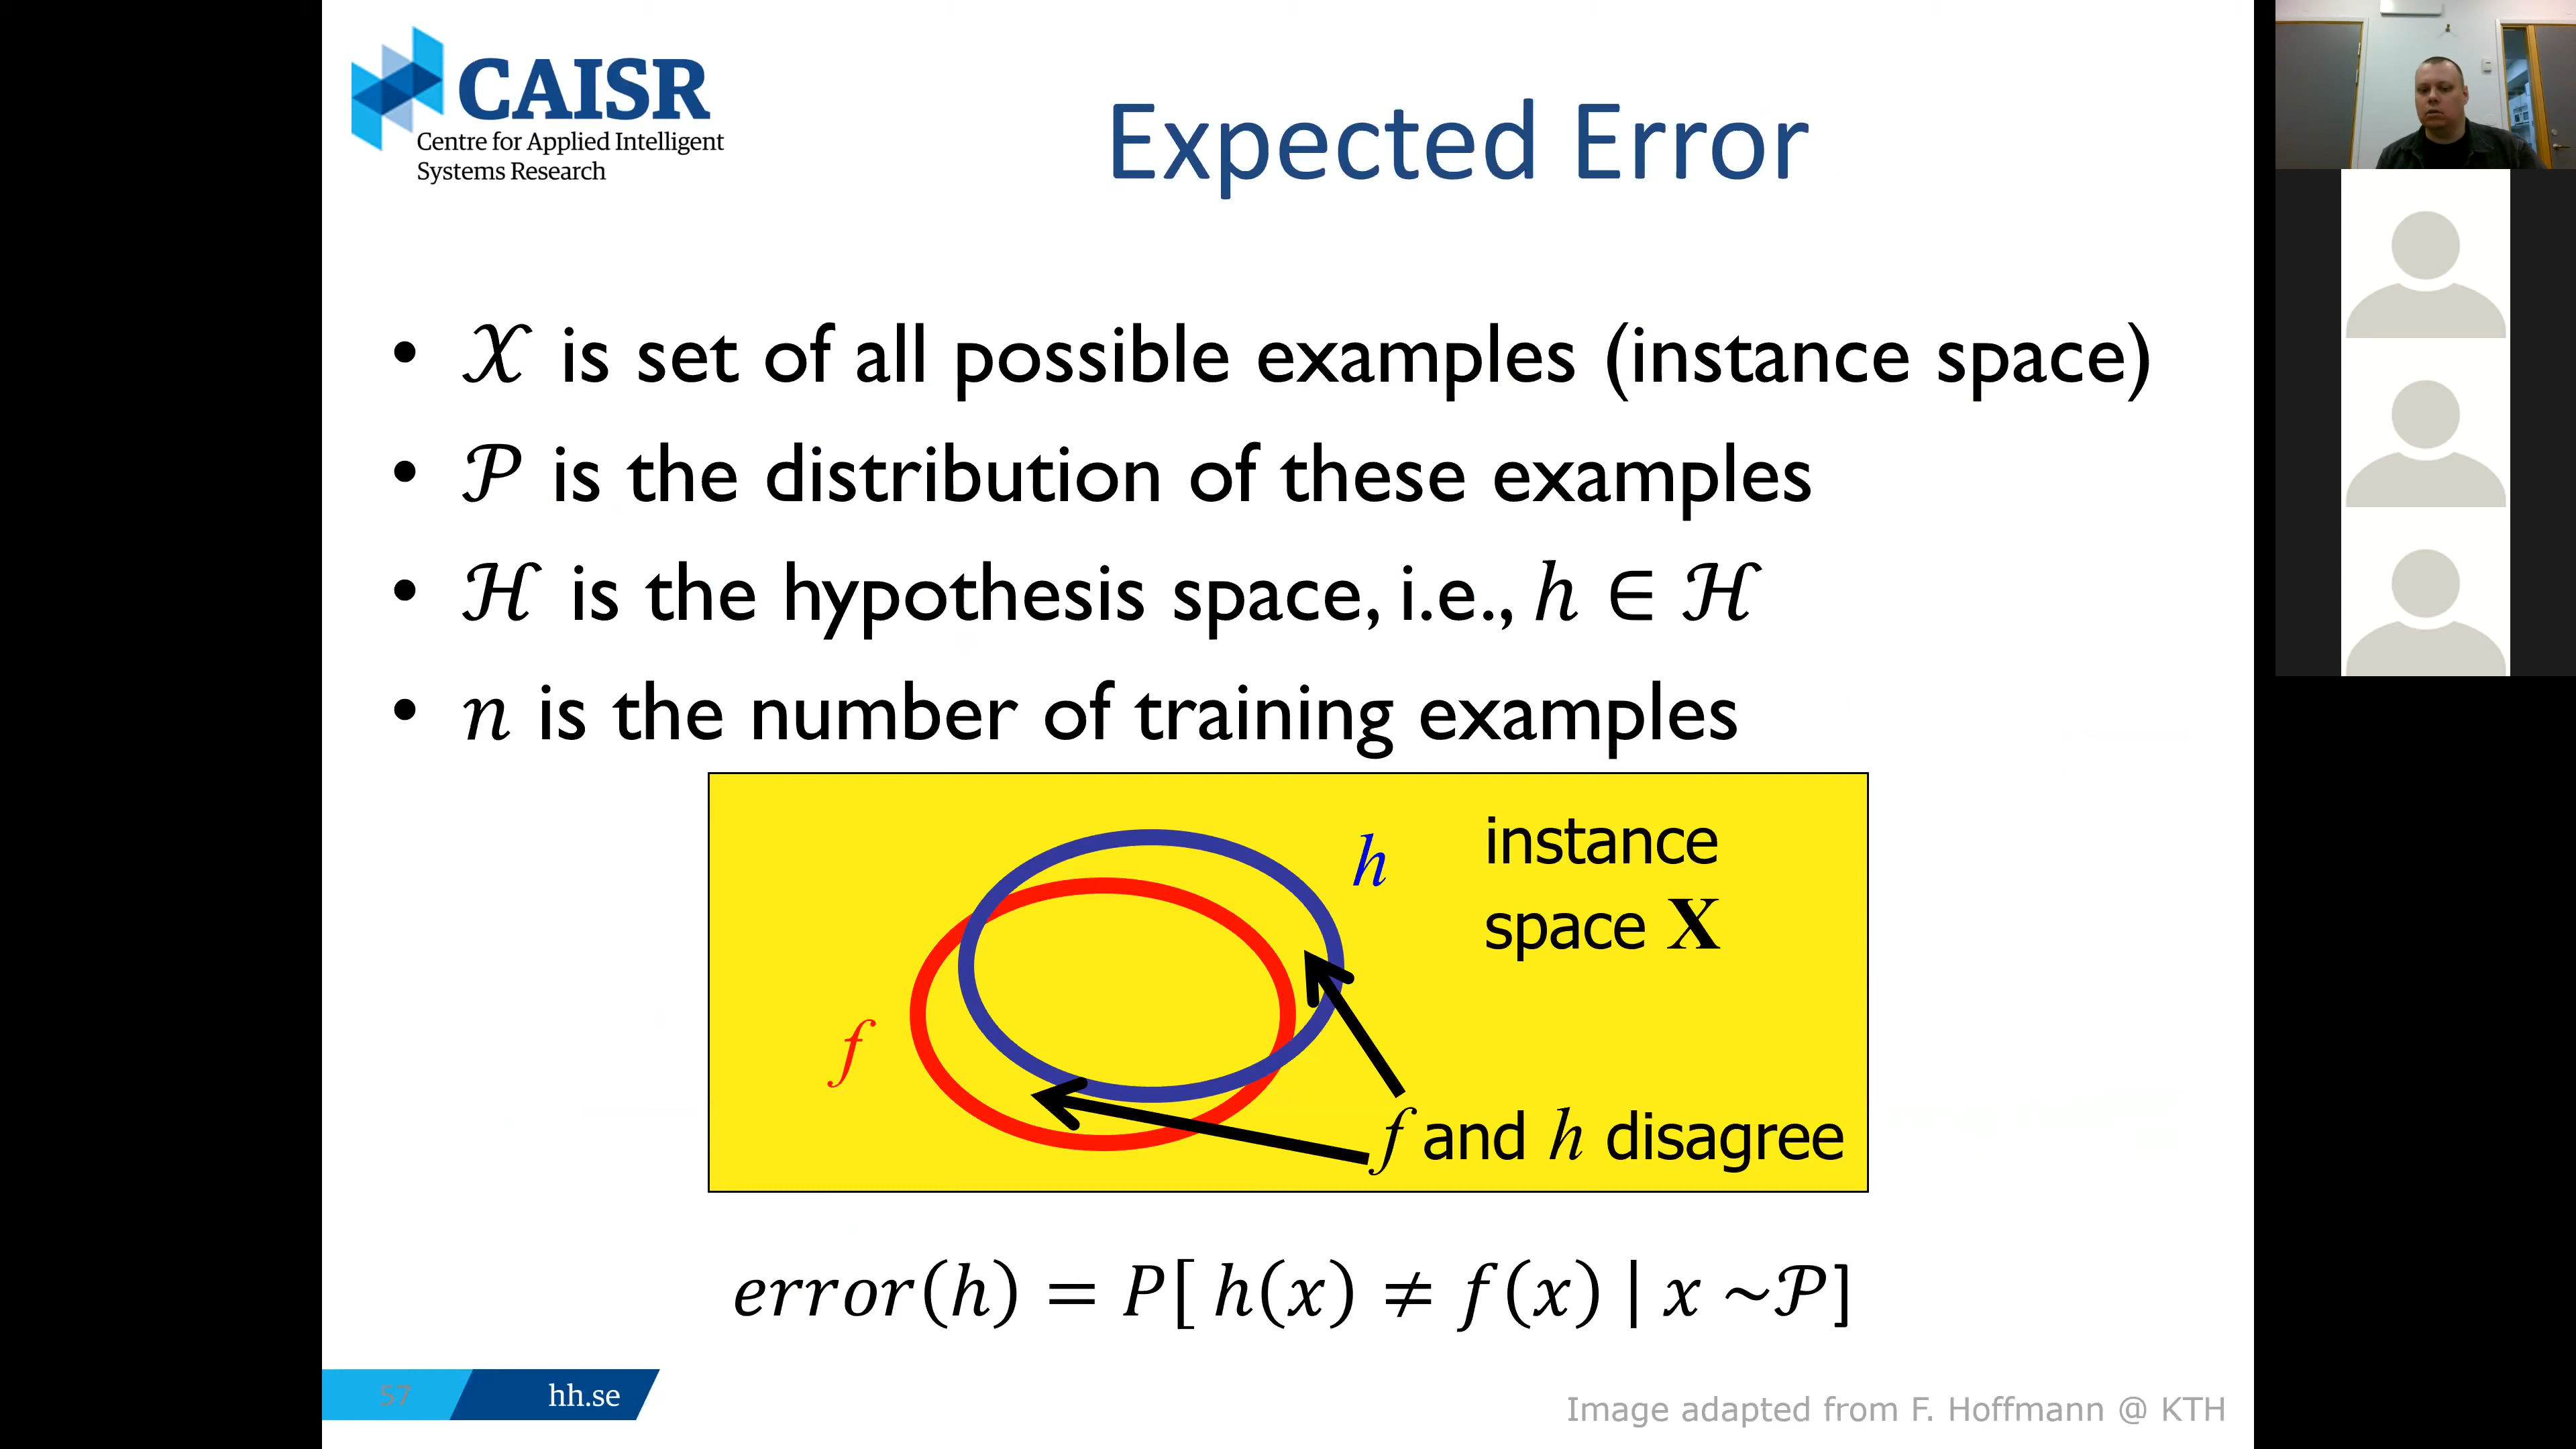 CAISR
Centre for Applied Intelligent
Systems Research
Expected Error
• 𝒳 is set of all possible examples (instance space)
• 𝒫 is the distribution of these examples
• ℋ is the hypothesis space, i.e., ℎ ∈ ℋ
• 𝑛 is the number of training examples
h
instance
space X
f
f and h disagree
𝑒𝑟𝑟𝑜𝑟(ℎ) = 𝑃[ ℎ(𝑥) ≠ 𝑓(𝑥) | 𝑥 ~𝒫]
57
hh.se
Image adapted from F. Hoffmann @ KTH